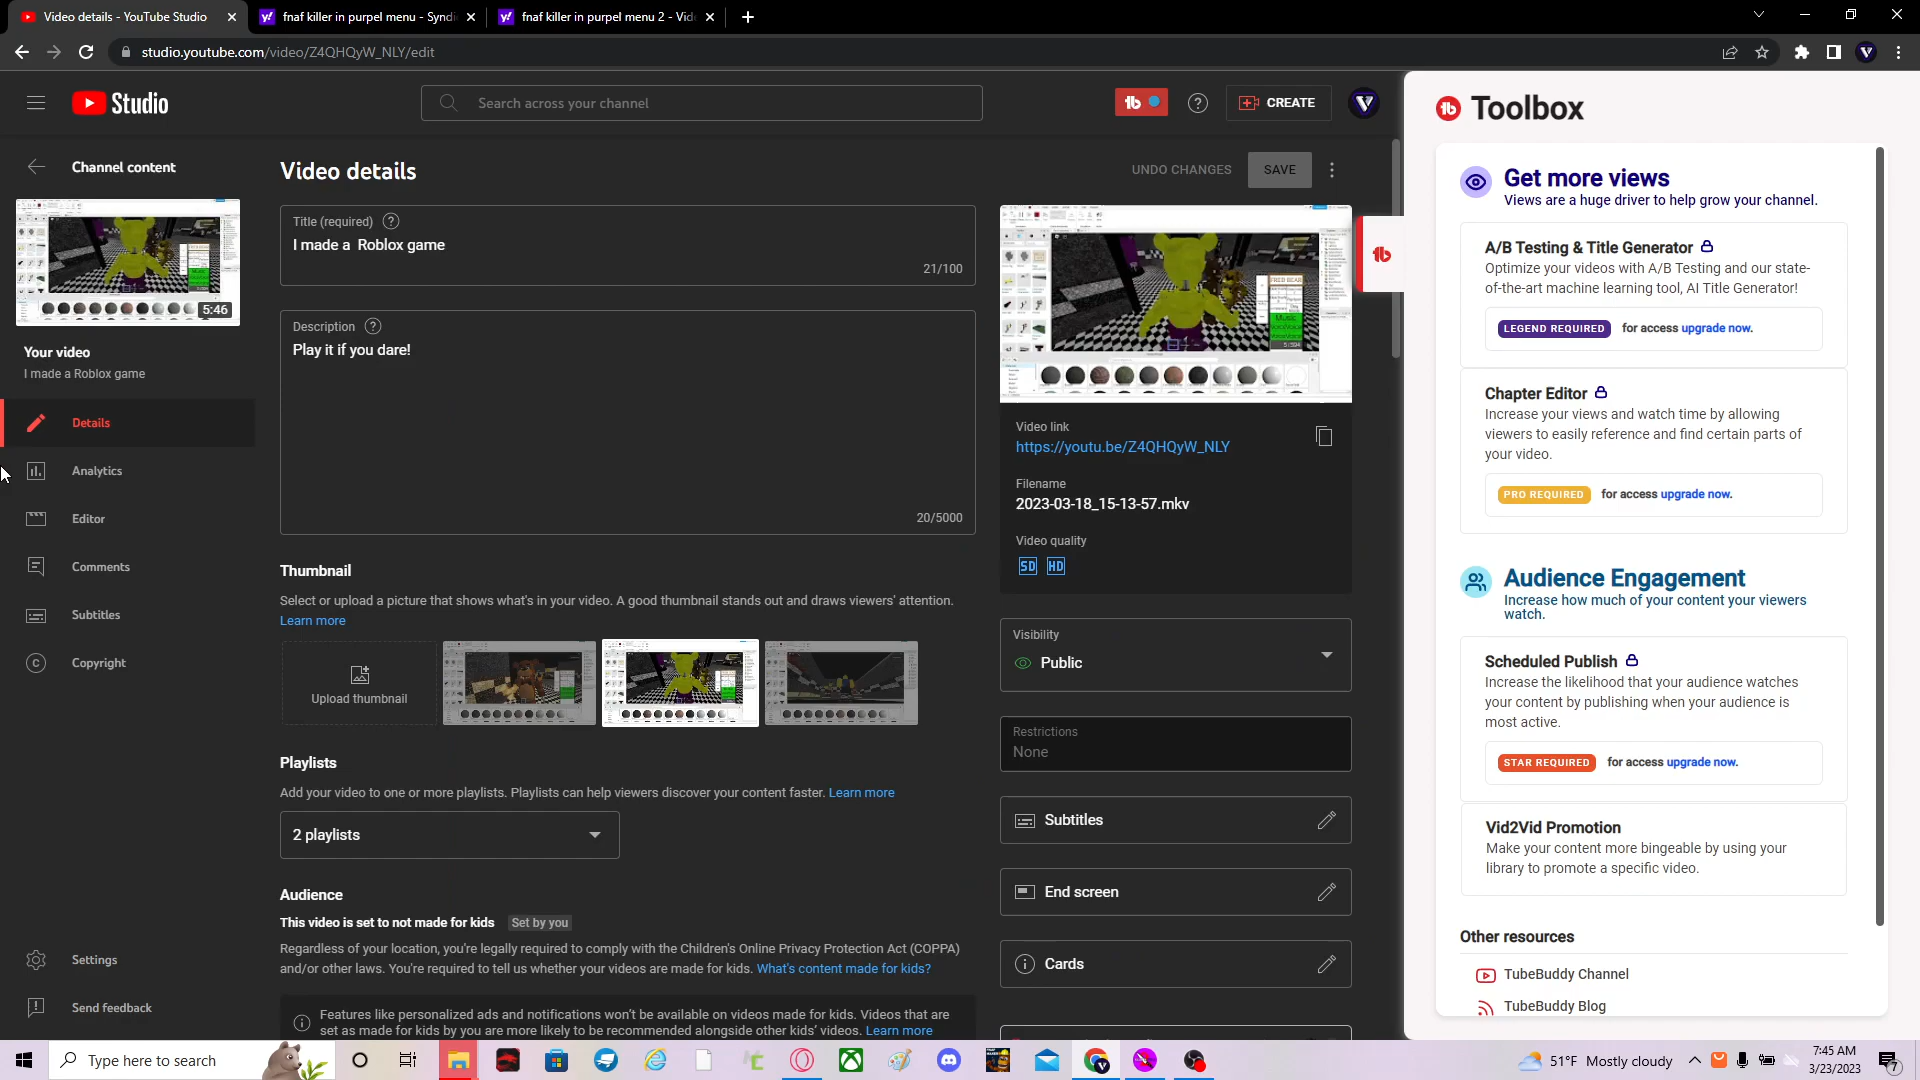 Video details - YouTube Studio
fnaf killer in purpel menu - Syndi
fnaf killer in purpel menu 2 - Vid
studio.youtube.com/video/Z4QHQyW_NLY/edit
Studio
Search across your channel
CREATE
Toolbox
Channel content
5:46
Your video
I made a Roblox game
Details
Analytics
Editor
Comments
Subtitles
Copyright
Settings
Send feedback
Video details
UNDO CHANGES
SAVE
Title (required)
I made a  Roblox game
21/100
Description
Play it if you dare!
20/5000
Thumbnail
Select or upload a picture that shows what's in your video. A good thumbnail stands out and draws viewers' attention.
Learn more
Upload thumbnail
Playlists
Add your video to one or more playlists. Playlists can help viewers discover your content faster. Learn more
2 playlists
Audience
This video is set to not made for kids Set by you
Regardless of your location, you're legally required to comply with the Children's Online Privacy Protection Act (COPPA)
and/or other laws. You're required to tell us whether your videos are made for kids. What's content made for kids?
Features like personalized ads and notifications won't be available on videos made for kids. Videos that are
set as made for kids by you are more likely to be recommended alongside other kids' videos. Learn more
Video link
https://youtu.be/Z4QHQyW_NLY
Filename
2023-03-18_15-13-57.mkv
Video quality
SD HD
Visibility
Public
Restrictions
None
Subtitles
End screen
Cards
Get more views
Views are a huge driver to help grow your channel.
A/B Testing & Title Generator
Optimize your videos with A/B Testing and our state-
of-the-art machine learning tool, AI Title Generator!
LEGEND REQUIRED for access upgrade now.
Chapter Editor
Increase your views and watch time by allowing
viewers to easily reference and find certain parts of
your video.
PRO REQUIRED for access upgrade now.
Audience Engagement
Increase how much of your content your viewers
watch.
Scheduled Publish
Increase the likelihood that your audience watches
your content by publishing when your audience is
most active.
STAR REQUIRED for access upgrade now.
Vid2Vid Promotion
Make your content more bingeable by using your
library to promote a specific video.
Other resources
TubeBuddy Channel
TubeBuddy Blog
Type here to search
51°F Mostly cloudy
7:45 AM
3/23/2023
7